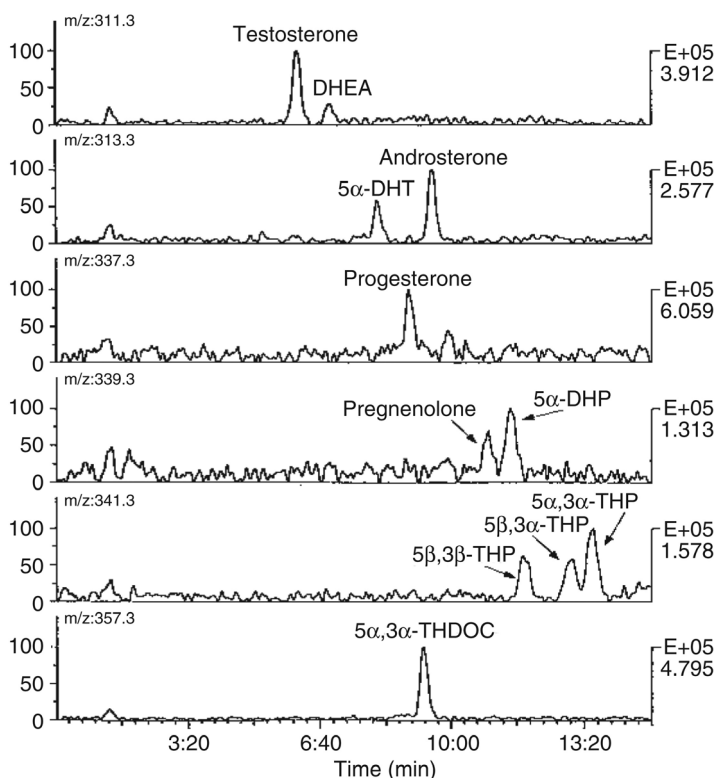 m/z:311.3
Testosterone
DHEA
100
50
0
E+05
3.912
m/z:313.3
Androsterone
5α-DHT
100
50
0
E+05
2.577
m/z:337.3
Progesterone
100
50
0
E+05
6.059
m/z:339.3
5α-DHP
Pregnenolone
100
50
0
E+05
1.313
m/z:341.3
5α,3α-THP
5β,3α-THP
5β,3β-THP
100
50
0
E+05
1.578
m/z:357.3
5α,3α-THDOC
100
50
0
E+05
4.795
3:20 6:40 10:00 13:20
Time (min)